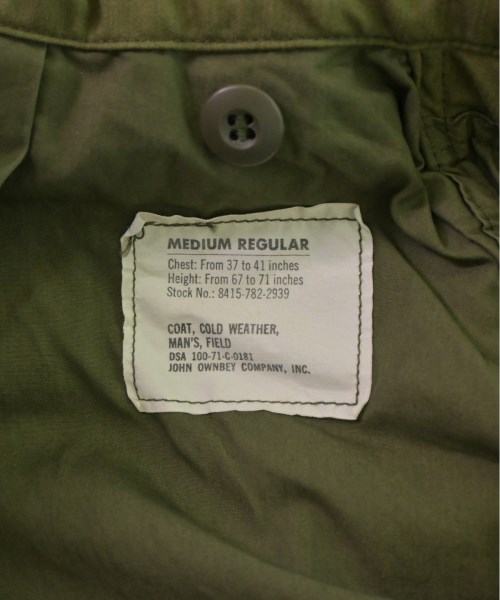 MEDIUM REGULAR
Chest: From 37 to 41 inches
Height: From 67 to 71 inches
Stock No.: 8415-782-2939
COAT, COLD WEATHER,
MAN'S, FIELD
DSA 100-71-C-0181
JOHN OWNBEY COMPANY, INC.